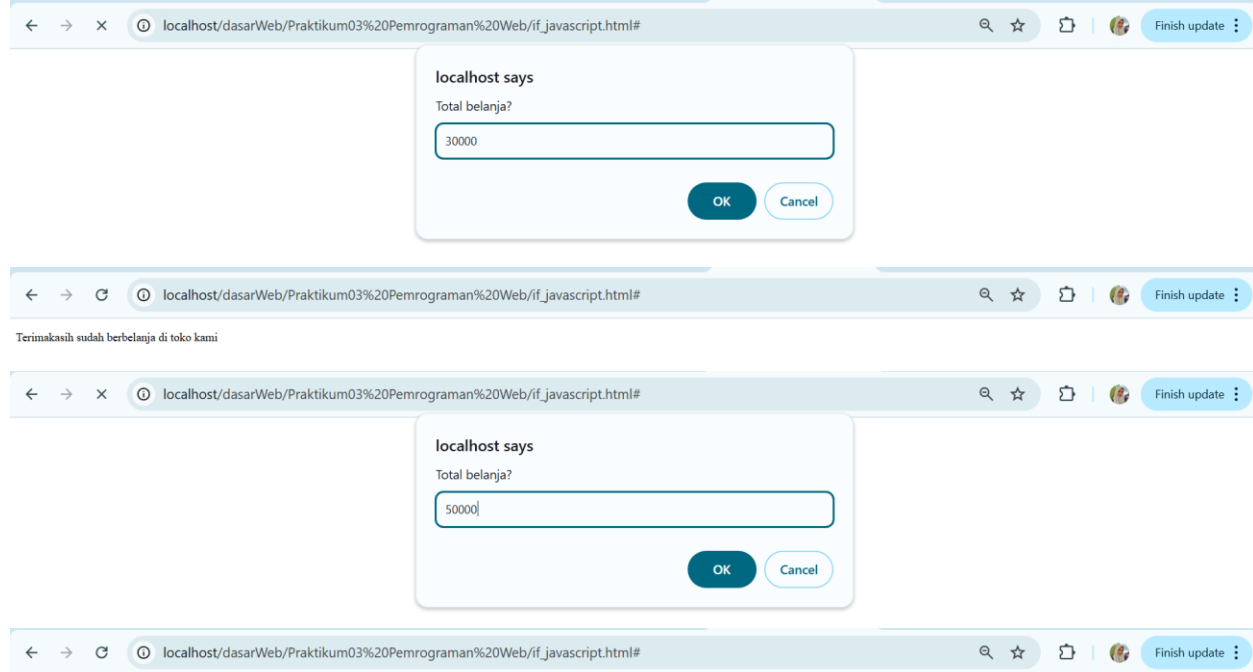 localhost/dasarWeb/Praktikum03%20Pemrograman%20Web/if_javascript.html#
Finish update
localhost says
Total belanja?
30000
OK Cancel
localhost/dasarWeb/Praktikum03%20Pemrograman%20Web/if_javascript.html#
Finish update
Terimakasih sudah berbelanja di toko kami
localhost/dasarWeb/Praktikum03%20Pemrograman%20Web/if_javascript.html#
Finish update
localhost says
Total belanja?
50000
OK Cancel
localhost/dasarWeb/Praktikum03%20Pemrograman%20Web/if_javascript.html#
Finish update